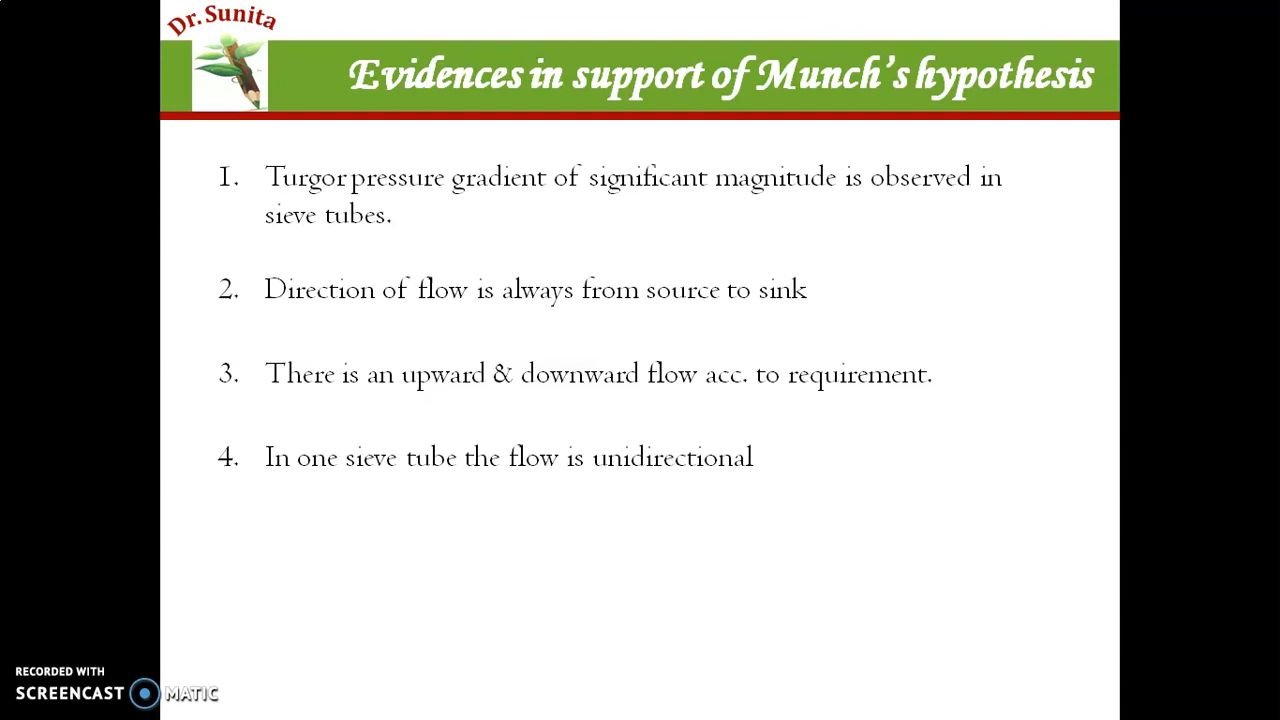 Dr. Sunita
Evidences in support of Munch's hypothesis
1. Turgor pressure gradient of significant magnitude is observed in
sieve tubes.
2. Direction of flow is always from source to sink
3. There is an upward & downward flow acc. to requirement.
4. In one sieve tube the flow is unidirectional
RECORDED WITH
SCREENCAST MATIC